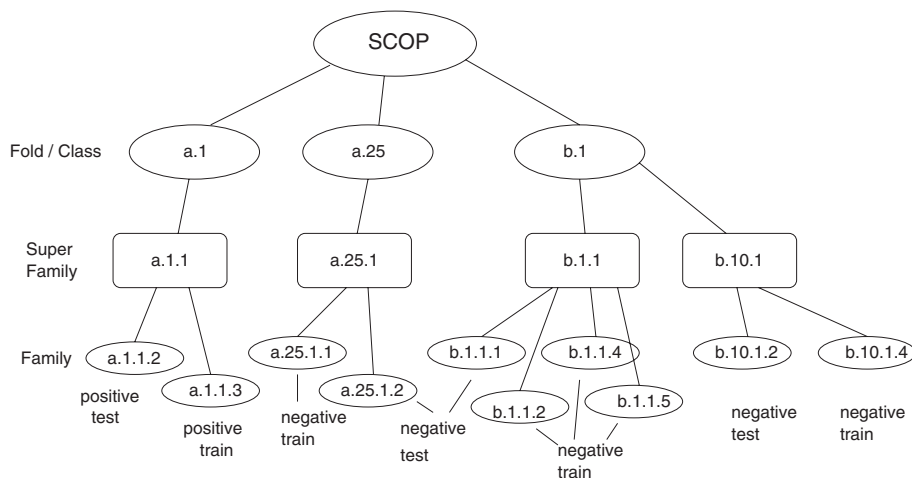 SCOP
Fold / Class
a.1
a.25
b.1
Super
Family
a.1.1
a.25.1
b.1.1
b.10.1
Family
a.1.1.2
a.1.1.3
a.25.1.1
a.25.1.2
b.1.1.1
b.1.1.2
b.1.1.4
b.1.1.5
b.10.1.2
b.10.1.4
positive
test
positive
train
negative
train
negative
test
negative
train
negative
test
negative
train